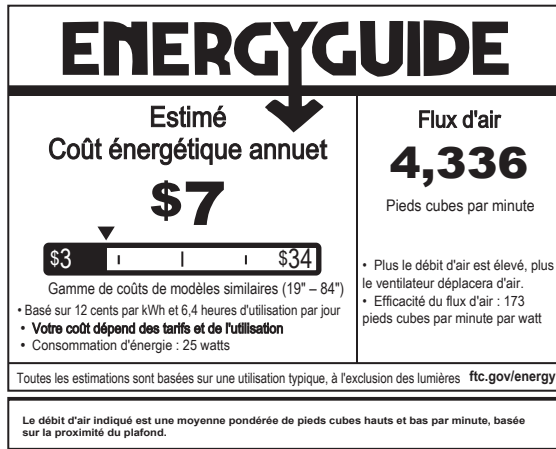 ENERGYGUIDE
Estimé
Coût énergétique annuet
$7
$3 $34
Gamme de coûts de modèles similaires (19" – 84")
• Basé sur 12 cents par kWh et 6,4 heures d'utilisation par jour
• Votre coût dépend des tarifs et de l'utilisation
• Consommation d'énergie : 25 watts
Flux d'air
4,336
Pieds cubes par minute
• Plus le débit d'air est élevé, plus
le ventilateur déplacera d'air.
• Efficacité du flux d'air : 173
pieds cubes par minute par watt
Toutes les estimations sont basées sur une utilisation typique, à l'exclusion des lumières ftc.gov/energy
Le débit d'air indiqué est une moyenne pondérée de pieds cubes hauts et bas par minute, basée
sur la proximité du plafond.